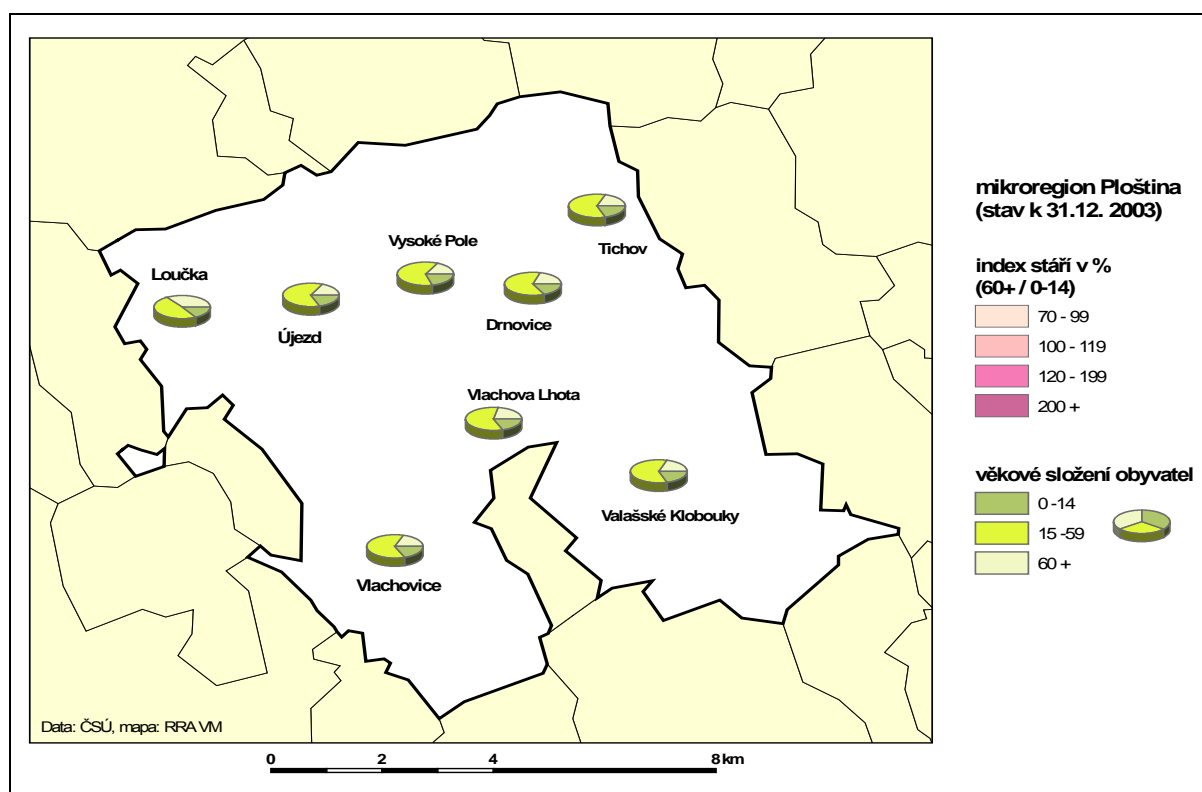 mikroregion Ploština
(stav k 31.12. 2003)
index stáří v %
(60+ / 0-14)
70 - 99
100 - 119
120 - 199
200 +
věkové složení obyvatel
0 -14
15 -59
60 +
Tichov
Vysoké Pole
Loučka
Drnovice
Újezd
Vlachova Lhota
Valašské Klobouky
Vlachovice
Data: ČSÚ, mapa: RRA VM
0 2 4 8 km